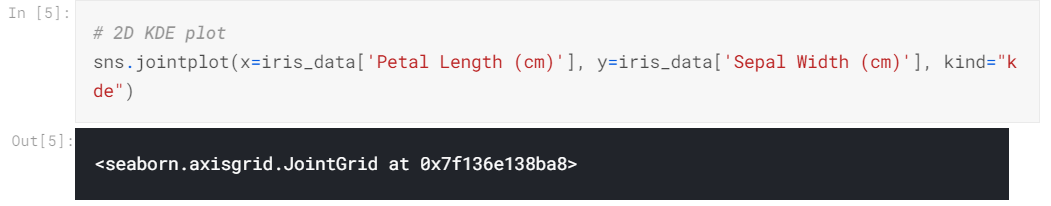 In [5]:
# 2D KDE plot
sns.jointplot(x=iris_data['Petal Length (cm)'], y=iris_data['Sepal Width (cm)'], kind="k
de")
Out[5]:
<seaborn.axisgrid.JointGrid at 0x7f136e138ba8>